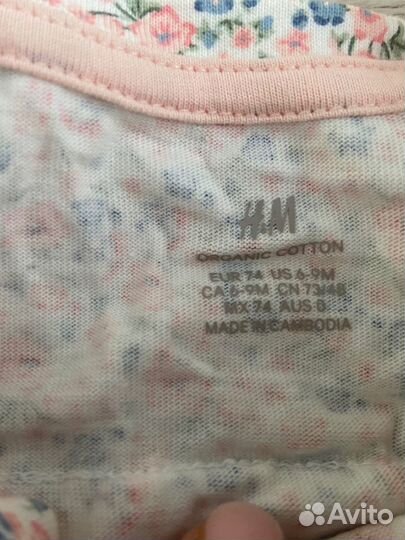 H&M
ORGANIC COTTON
EUR 74 US 6-9M
CA 6-9M CN 73/48
MX 74 AUS 0
MADE IN CAMBODIA
Avito